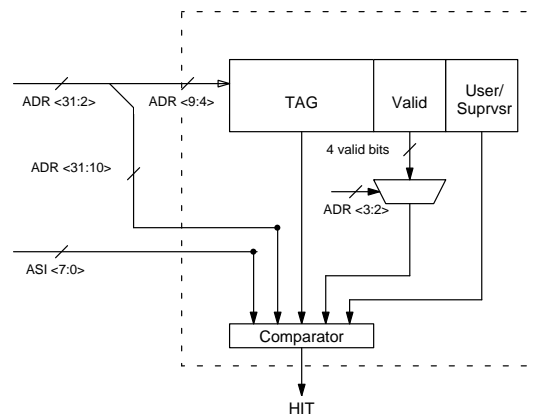 TAG
Valid
User/
Suprvsr
ADR <31:2>
ADR <9:4>
4 valid bits
ADR <31:10>
ADR <3:2>
ASI <7:0>
Comparator
HIT